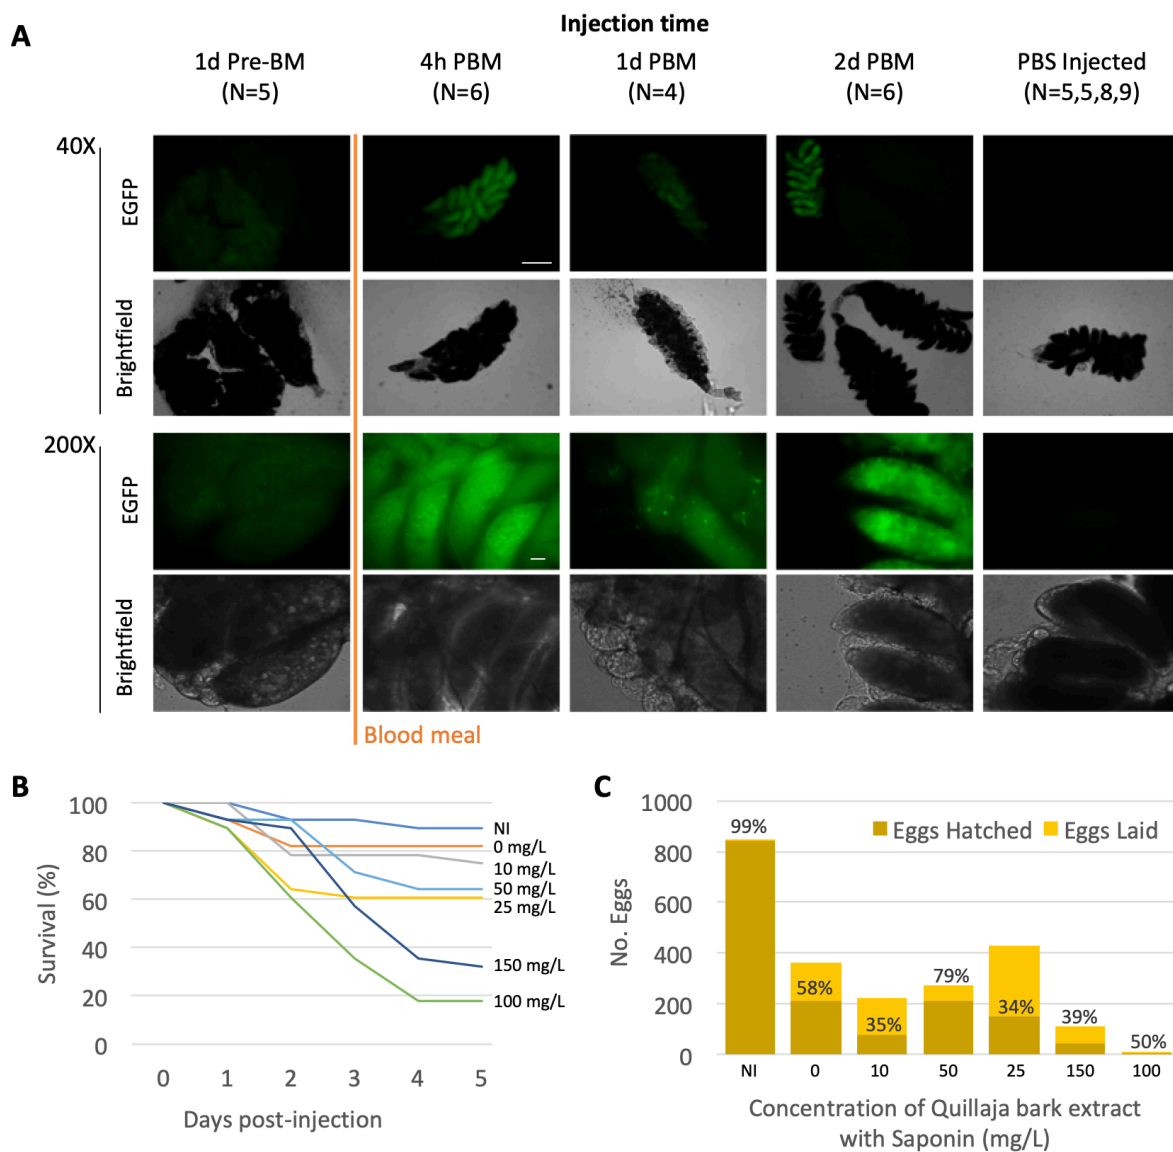 A
Injection time
1d Pre-BM
(N=5)
4h PBM
(N=6)
1d PBM
(N=4)
2d PBM
(N=6)
PBS Injected
(N=5,5,8,9)
40X
EGFP
Brightfield
200X
EGFP
Brightfield
Blood meal
B
100
80
60
40
20
0
Survival (%)
NI
0 mg/L
10 mg/L
50 mg/L
25 mg/L
150 mg/L
100 mg/L
0 1 2 3 4 5
Days post-injection
C
1000
800
600
400
200
0
No. Eggs
Eggs Hatched Eggs Laid
99%
58%
35%
79%
34%
39%
50%
NI 0 10 50 25 150 100
Concentration of Quillaja bark extract
with Saponin (mg/L)